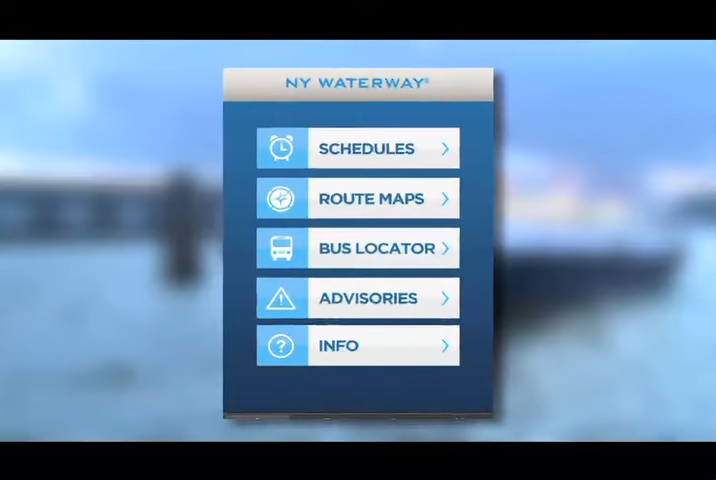 NY WATERWAY®
SCHEDULES
ROUTE MAPS
BUS LOCATOR
ADVISORIES
INFO